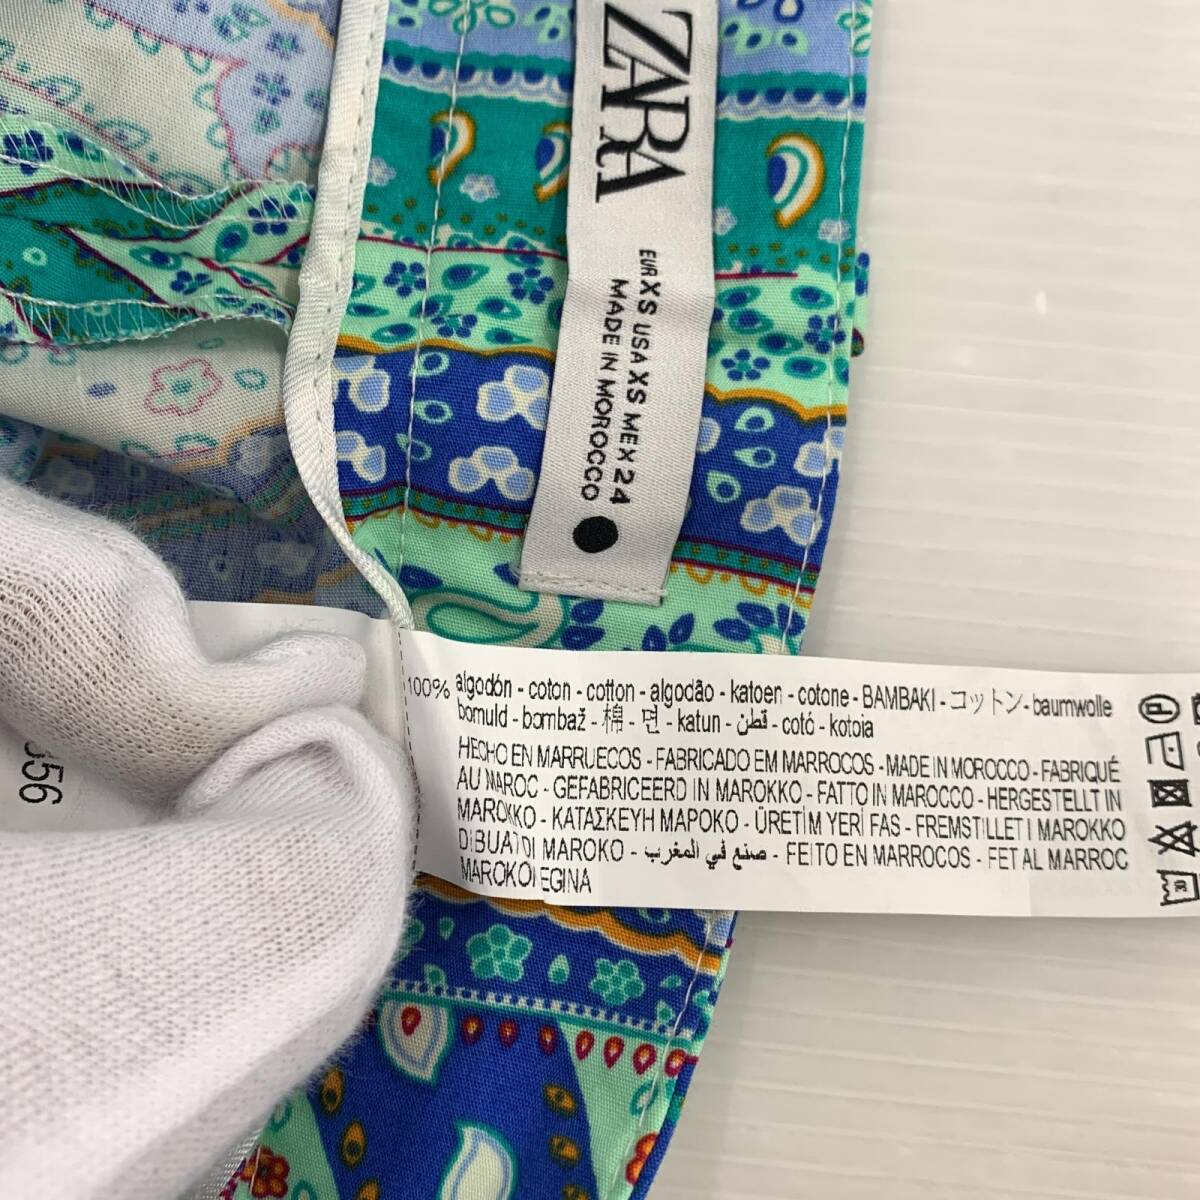 ZARA
EUR XS USA XS MEX 24
MADE IN MOROCCO
100% algodón - coton - cotton - algodão - katoen - cotone - BAMBAKI - コットン - baumwolle
bomuld - bombaž - 棉 - 면 - katun - قطن - cotó - kotoia
HECHO EN MARRUECOS - FABRICADO EM MARROCOS - MADE IN MOROCCO - FABRIQUÉ
AU MAROC - GEFABRICEERD IN MAROKKO - FATTO IN MAROCCO - HERGESTELLT IN
MAROKKO - ΚΑΤΑΣΚΕΥΗ ΜΑΡΟΚΟ - ÜRETİM YERİ FAS - FREMSTILLET I MAROKKO
DIBUAT DI MAROKO - صنع في المغرب - FEITO EN MARROCOS - FET AL MARROC
MAROKON EGINA
P
556